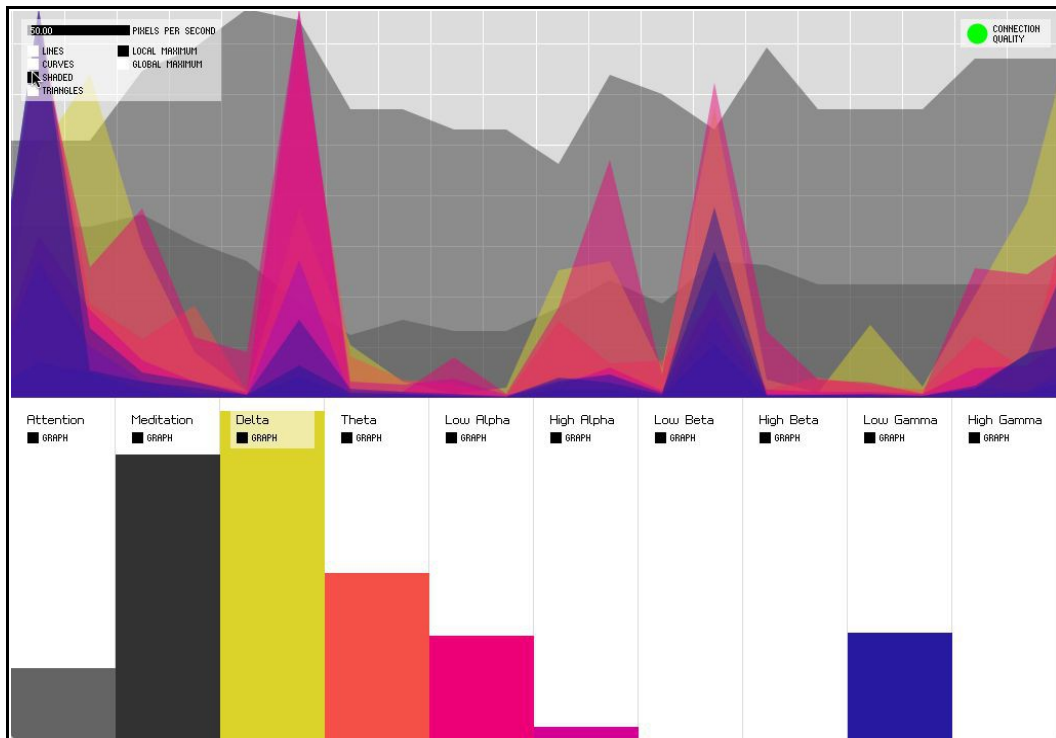 50.00 PIXELS PER SECOND
LINES LOCAL MAXIMUM
CURVES GLOBAL MAXIMUM
SHADED
TRIANGLES
CONNECTION
QUALITY
Attention Meditation Delta Theta Low Alpha High Alpha Low Beta High Beta Low Gamma High Gamma
GRAPH GRAPH GRAPH GRAPH GRAPH GRAPH GRAPH GRAPH GRAPH GRAPH